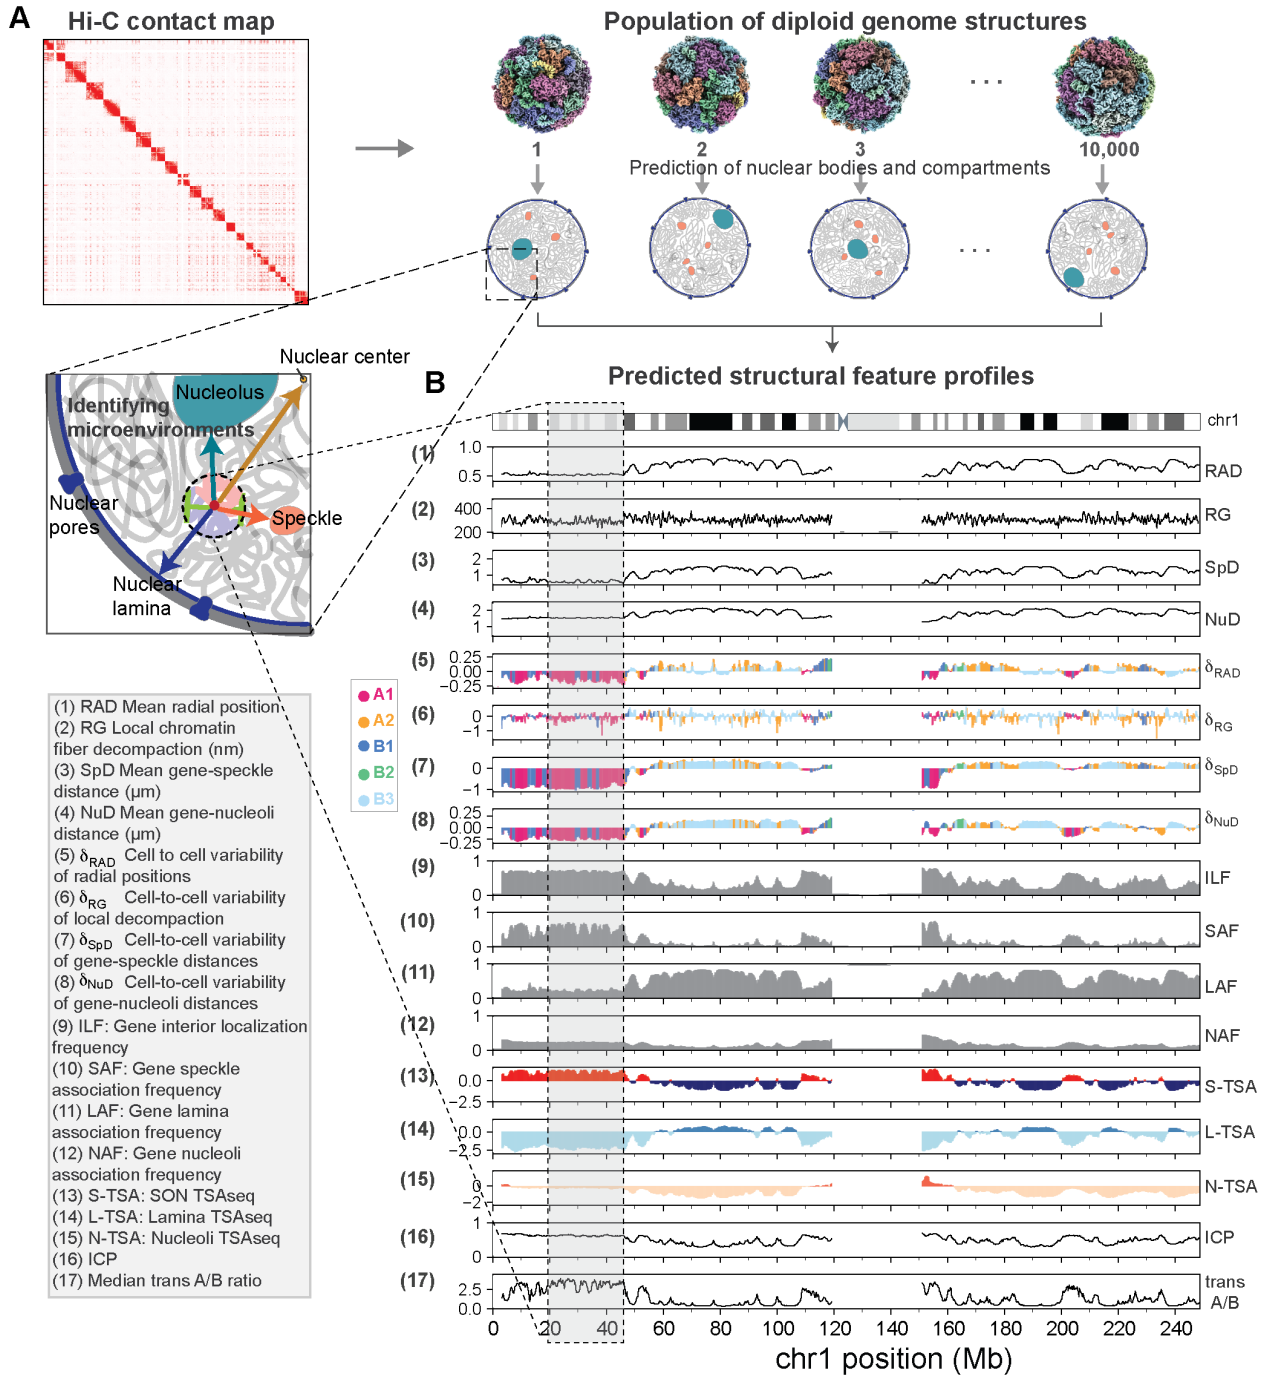 A
Hi-C contact map
Population of diploid genome structures
. . .
1
2
3
10,000
Prediction of nuclear bodies and compartments
. . .
Nuclear center
Nucleolus
Identifying
microenvironments
Nuclear
pores
Speckle
Nuclear
lamina
B
Predicted structural feature profiles
chr1
(1)
1.0
0.5
RAD
(2)
400
200
RG
(3)
2
1
SpD
(4)
2
1
NuD
(5)
0.25
0.00
−0.25
δRAD
(6)
0
−1
δRG
(7)
0
−1
δSpD
(8)
0.25
0.00
−0.25
δNuD
A1
A2
B1
B2
B3
(9)
1
0
ILF
(10)
1
0
SAF
(11)
1
0
LAF
(12)
1
0
NAF
(13)
0.0
−2.5
S-TSA
(14)
0.0
−2.5
L-TSA
(15)
0
−2
N-TSA
(16)
1
0
ICP
(17)
2.5
0.0
trans
A/B
0 20 40 60 80 100 120 140 160 180 200 220 240
chr1 position (Mb)
(1) RAD Mean radial position
(2) RG Local chromatin
fiber decompaction (nm)
(3) SpD Mean gene-speckle
distance (μm)
(4) NuD Mean gene-nucleoli
distance (μm)
(5) δRAD Cell to cell variability
of radial positions
(6) δRG Cell-to-cell variability
of local decompaction
(7) δSpD Cell-to-cell variability
of gene-speckle distances
(8) δNuD Cell-to-cell variability
of gene-nucleoli distances
(9) ILF: Gene interior localization
frequency
(10) SAF: Gene speckle
association frequency
(11) LAF: Gene lamina
association frequency
(12) NAF: Gene nucleoli
association frequency
(13) S-TSA: SON TSAseq
(14) L-TSA: Lamina TSAseq
(15) N-TSA: Nucleoli TSAseq
(16) ICP
(17) Median trans A/B ratio